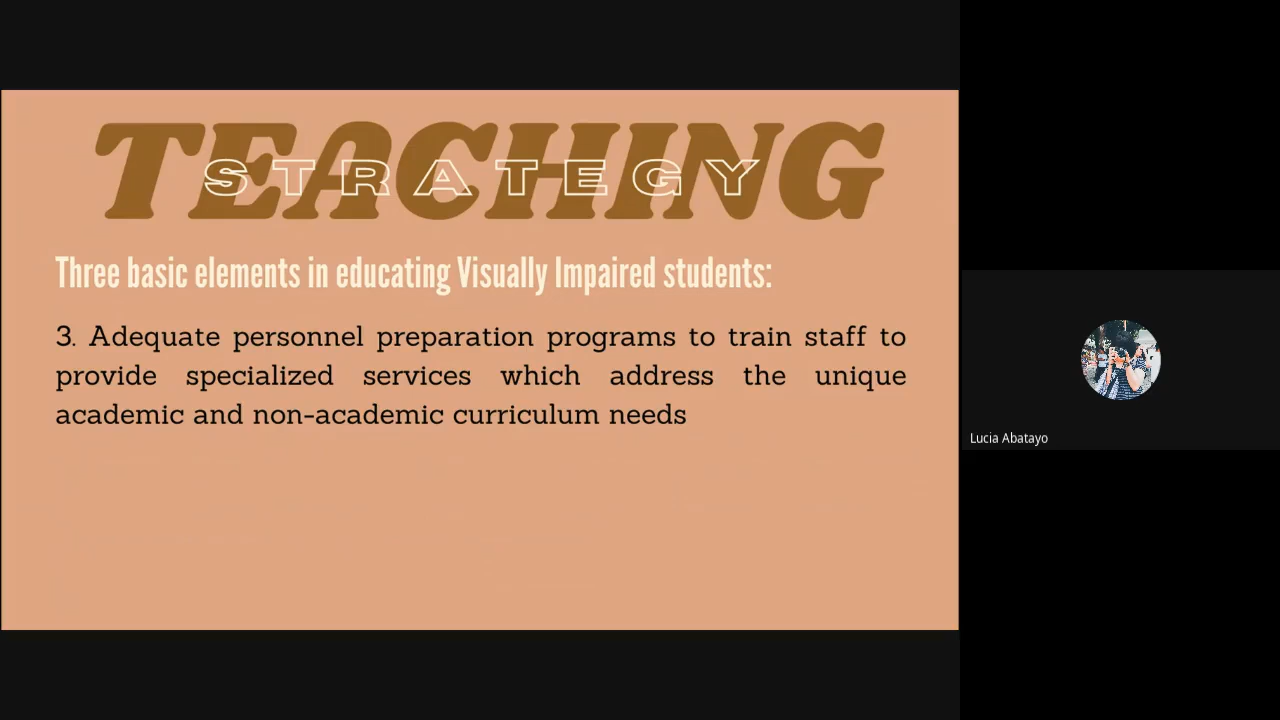 TEACHING
STRATEGY
Three basic elements in educating Visually Impaired students:
3. Adequate personnel preparation programs to train staff to
provide specialized services which address the unique
academic and non-academic curriculum needs
Lucia Abatayo